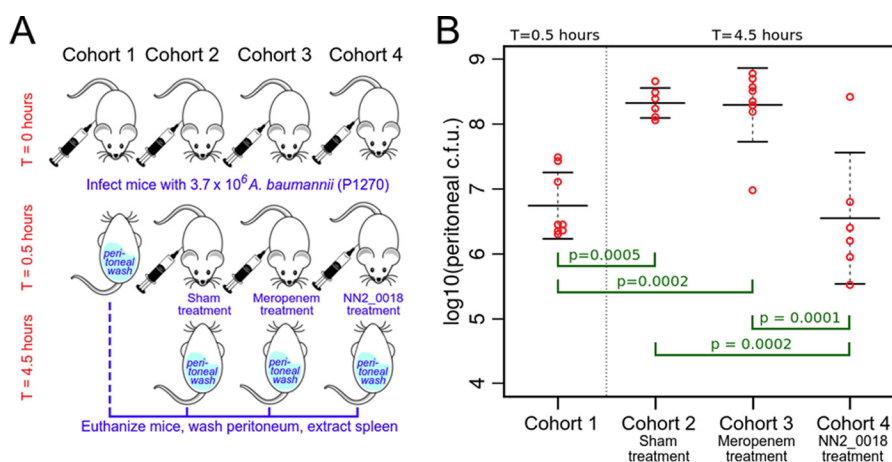 A
Cohort 1 Cohort 2 Cohort 3 Cohort 4
T = 0 hours
Infect mice with 3.7 x 10⁶ A. baumannii (P1270)
T = 0.5 hours
peri-
toneal
wash
Sham
treatment
Meropenem
treatment
NN2_0018
treatment
T = 4.5 hours
peri-
toneal
wash
peri-
toneal
wash
peri-
toneal
wash
Euthanize mice, wash peritoneum, extract spleen
B
T=0.5 hours T=4.5 hours
log10(peritoneal c.f.u.)
9
8
7
6
5
4
p=0.0005
p=0.0002
p = 0.0001
p = 0.0002
Cohort 1
Cohort 2
Sham
treatment
Cohort 3
Meropenem
treatment
Cohort 4
NN2_0018
treatment